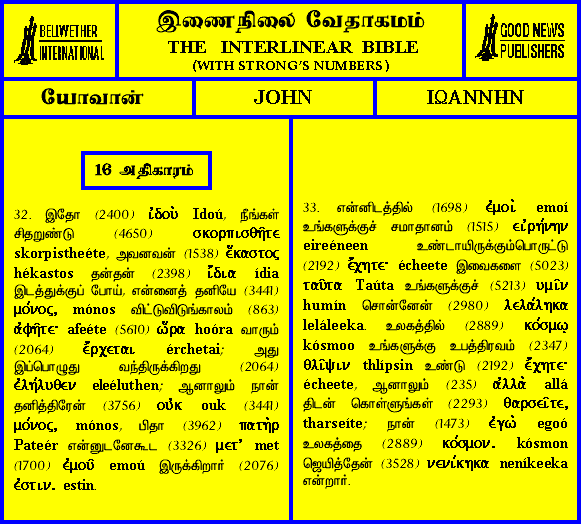 BELLWETHER
INTERNATIONAL
இணைநிலை வேதாகமம்
THE INTERLINEAR BIBLE
(WITH STRONG'S NUMBERS)
GOOD NEWS
PUBLISHERS
யோவான்
JOHN
ΙΩΑΝΝΗΝ
16 அதிகாரம்
32. இதோ (2400) ἰδοὺ Idoú, நீங்கள்
சிதறுண்டு (4650) σκορπισθῆτε
skorpistheéte, அவனவன் (1538) ἕκαστος
hékastos தன்தன் (2398) ἴδια ídia
இடத்துக்குப் போய், என்னைத் தனியே (3441)
μόνος, mónos விட்டுவிடுங்காலம் (863)
ἀφῆτε· afeéte (5610) ὥρα hoóra வாரும்
(2064) ἔρχεται érchetai; அது
இப்பொழுது வந்திருக்கிறது (2064)
ἐλήλυθεν eleéluthen; ஆனாலும் நான்
தனித்திரேன் (3756) οὐκ ouk (3441)
μόνος, mónos, பிதா (3962) πατὴρ
Pateér என்னுடனேகூட (3326) μετ' met
(1700) ἐμοῦ emoú இருக்கிறார் (2076)
ἐστιν. estin.
33. என்னிடத்தில் (1698) ἐμοὶ emoí
உங்களுக்குச் சமாதானம் (1515) εἰρήνην
eireéneen உண்டாயிருக்கும்பொருட்டு
(2192) ἔχητε· écheete இவைகளை (5023)
ταῦτα Taúta உங்களுக்குச் (5213) υμῖν
humín சொன்னேன் (2980) λελάληκα
leláleeka. உலகத்தில் (2889) κόσμῳ
kósmoo உங்களுக்கு உபத்திரவம் (2347)
θλῖψιν thlípsin உண்டு (2192) ἔχητε·
écheete, ஆனாலும் (235) ἀλλὰ allá
திடன் கொள்ளுங்கள் (2293) θαρσεῖτε,
tharseíte; நான் (1473) ἐγὼ egoó
உலகத்தை (2889) κόσμον. kósmon
ஜெயித்தேன் (3528) νενίκηκα neníkeeka
என்றார்.